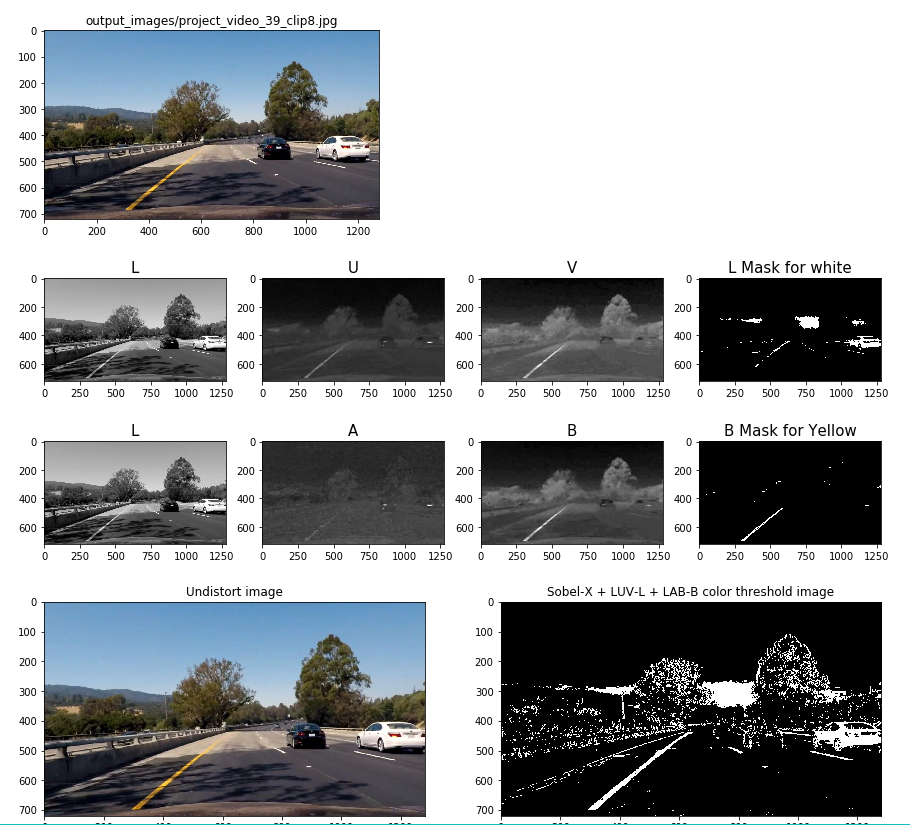 output_images/project_video_39_clip8.jpg
0
100
200
300
400
500
600
700
0 200 400 600 800 1000 1200
L U V L Mask for white
0 0 0 0
200 200 200 200
400 400 400 400
600 600 600 600
0 250 500 750 1000 1250 0 250 500 750 1000 1250 0 250 500 750 1000 1250 0 250 500 750 1000 1250
L A B B Mask for Yellow
0 0 0 0
200 200 200 200
400 400 400 400
600 600 600 600
0 250 500 750 1000 1250 0 250 500 750 1000 1250 0 250 500 750 1000 1250 0 250 500 750 1000 1250
Undistort image Sobel-X + LUV-L + LAB-B color threshold image
0 0
100 100
200 200
300 300
400 400
500 500
600 600
700 700